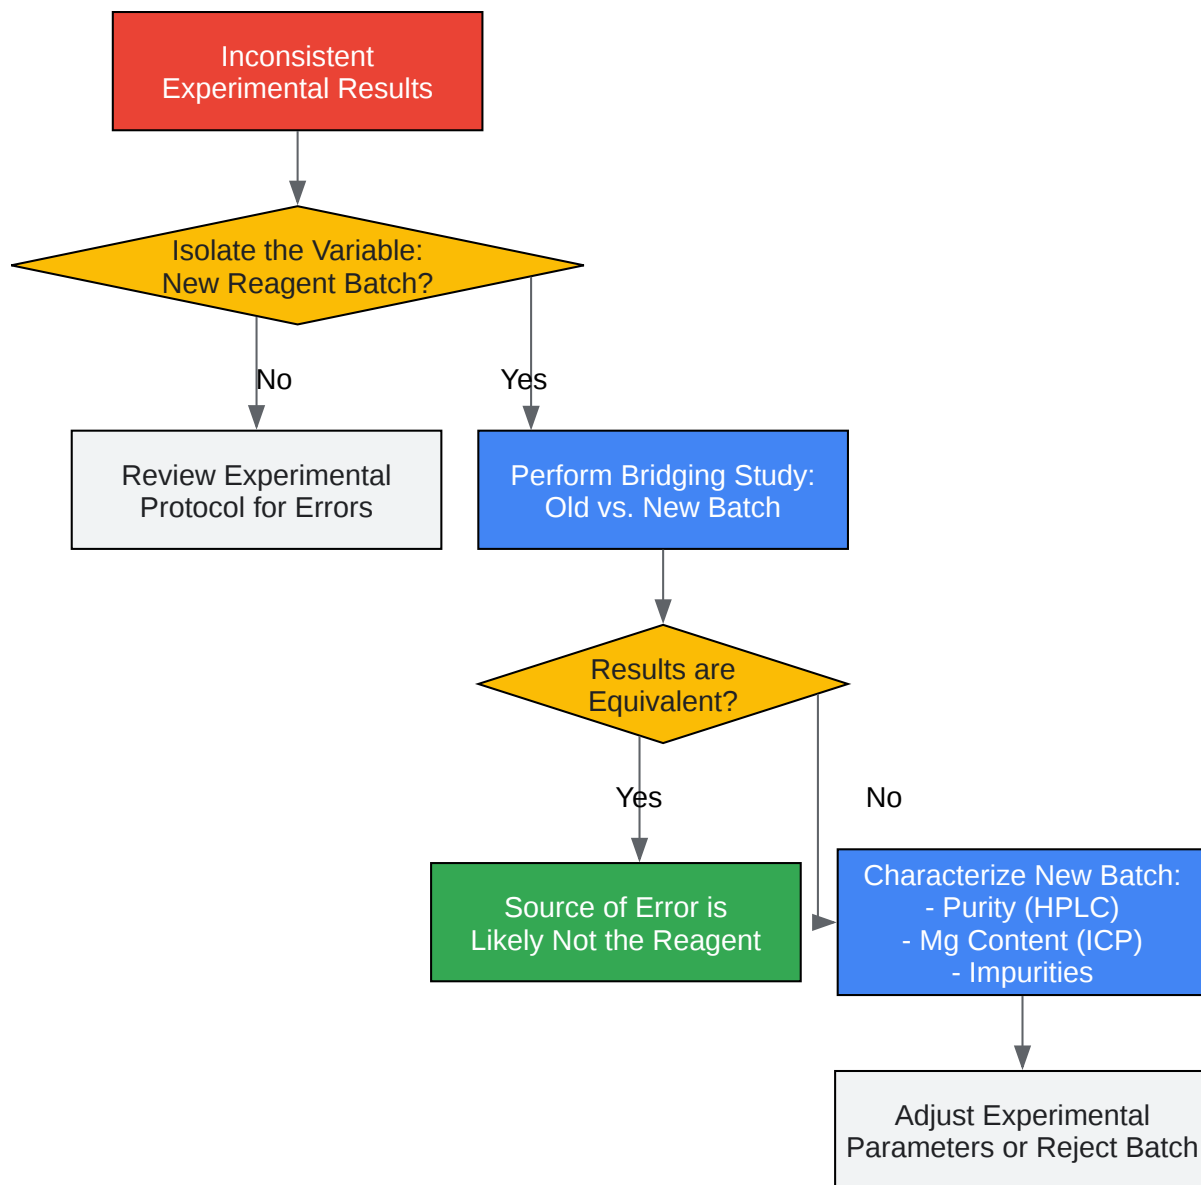 Inconsistent
Experimental Results
Isolate the Variable:
New Reagent Batch?
No
Yes
Review Experimental
Protocol for Errors
Perform Bridging Study:
Old vs. New Batch
Results are
Equivalent?
Yes
No
Source of Error is
Likely Not the Reagent
Characterize New Batch:
- Purity (HPLC)
- Mg Content (ICP)
- Impurities
Adjust Experimental
Parameters or Reject Batch